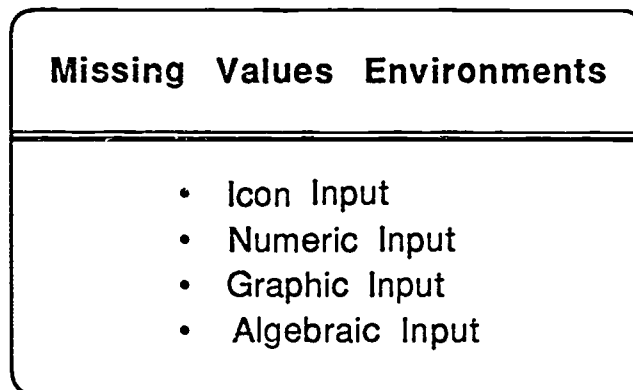 Missing Values Environments
• Icon Input
• Numeric Input
• Graphic Input
• Algebraic Input